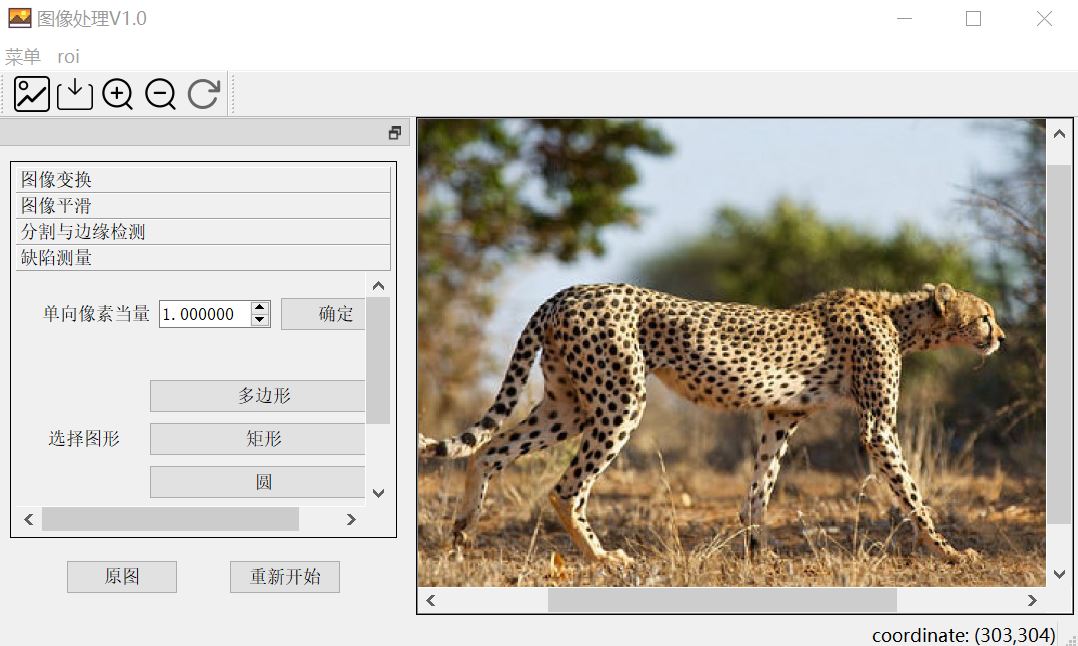 图像处理V1.0
菜单 roi
图像变换
图像平滑
分割与边缘检测
缺陷测量
单向像素当量 1.000000 确定
多边形
选择图形 矩形
圆
原图 重新开始
coordinate: (303,304)